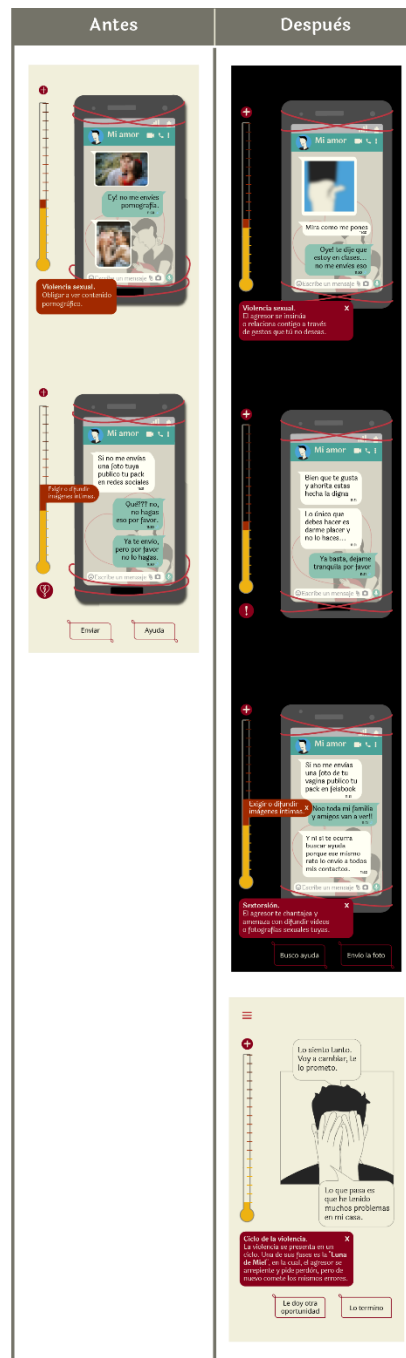 Antes
Después
Mi amor
Ey! no me envíes
pornografía.
Escribe un mensaje
Violencia sexual.
Obligar a ver contenido
pornográfico.
Mi amor
Si no me envías
una foto tuya
publico tu pack
en redes sociales
Exigir o difundir
imágenes íntimas.
Que??? no,
no hagas
eso por favor.
Ya te envío,
pero por favor
no lo hagas.
Escribe un mensaje
Enviar
Ayuda
Mi amor
Mira como me pones
Oye! te dije que
estoy en clases...
no me envíes eso
Escribe un mensaje
Violencia sexual. X
El agresor se insinúa
o relaciona contigo a través
de gestos que tú no deseas.
Mi amor
Bien que te gusta
y ahorita estas
hecha la digna
Lo único que
debes hacer es
darme placer y
no lo haces...
Ya basta, dejame
tranquila por favor
Escribe un mensaje
Mi amor
Si no me envías
una foto de tu
vagina publico tu
pack en feisbook
Exigir o difundir
imágenes íntimas. X
Noo toda mi familia
y amigos van a ver!!
Y ni si te ocurra
buscar ayuda
porque ese mismo
rato lo envío a todos
mis contactos.
Escribe un mensaje
Sextorsión. X
El agresor te chantajea y
amenaza con difundir videos
o fotografías sexuales tuyas.
Busco ayuda
Envío la foto
Lo siento tanto.
Voy a cambiar, te
lo prometo.
Lo que pasa es
que he tenido
muchos problemas
en mi casa.
Ciclo de la violencia. X
La violencia se presenta en un
ciclo. Una de sus fases es la "Luna
de Miel", en la cual, el agresor se
arrepiente y pide perdón, pero de
nuevo comete los mismos errores.
Le doy otra
oportunidad
Lo termino